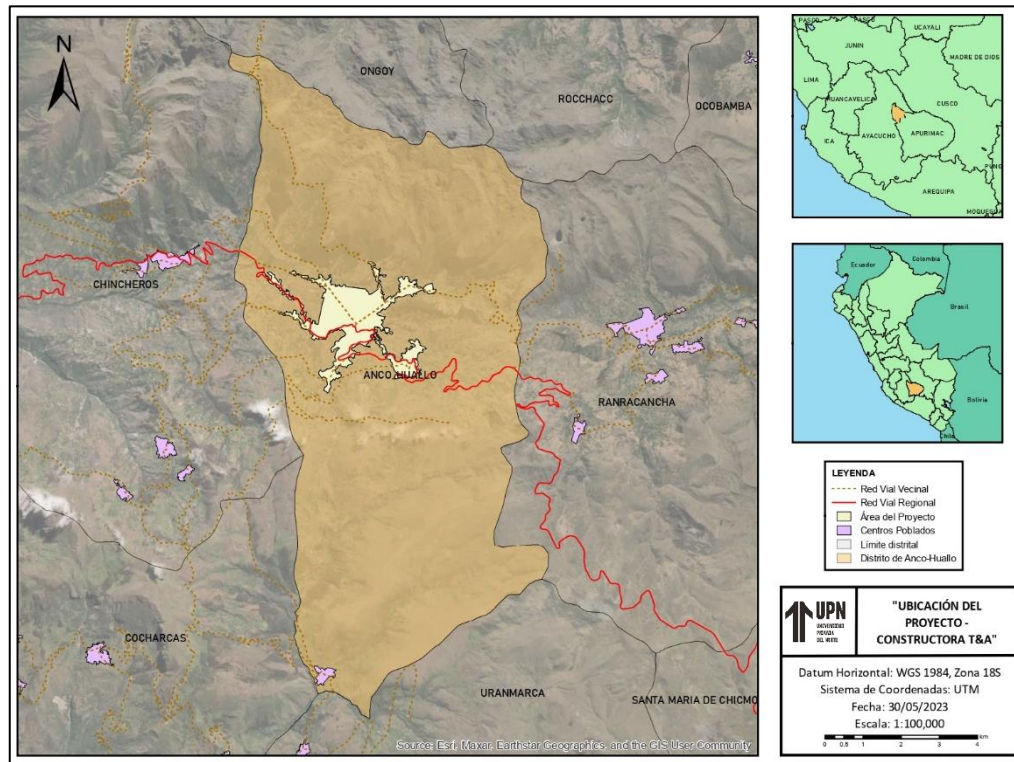 N
ONGOY
ROCCHACC
OCOBAMBA
CHINCHEROS
ANCO_HUALLO
RANRACANCHA
COCHARCAS
URANMARCA
SANTA MARIA DE CHICMO
Source: Esri, Maxar, Earthstar Geographics, and the GIS User Community
PASCO
PASCO
UCAYALI
JUNIN
MADRE DE DIOS
LIMA
HUANCAVELICA
CUSCO
AYACUCHO
APURIMAC
ICA
PUNO
AREQUIPA
MOQUEGUA
Ecuador
Colombia
Brasil
Bolivia
Chile
LEYENDA
Red Vial Vecinal
Red Vial Regional
Área del Proyecto
Centros Poblados
Límite distrital
Distrito de Anco-Huallo
UPN
UNIVERSIDAD
PRIVADA
DEL NORTE
"UBICACIÓN DEL
PROYECTO -
CONSTRUCTORA T&A"
Datum Horizontal: WGS 1984, Zona 18S
Sistema de Coordenadas: UTM
Fecha: 30/05/2023
Escala: 1:100,000
0 0.5 1 2 3 4 km